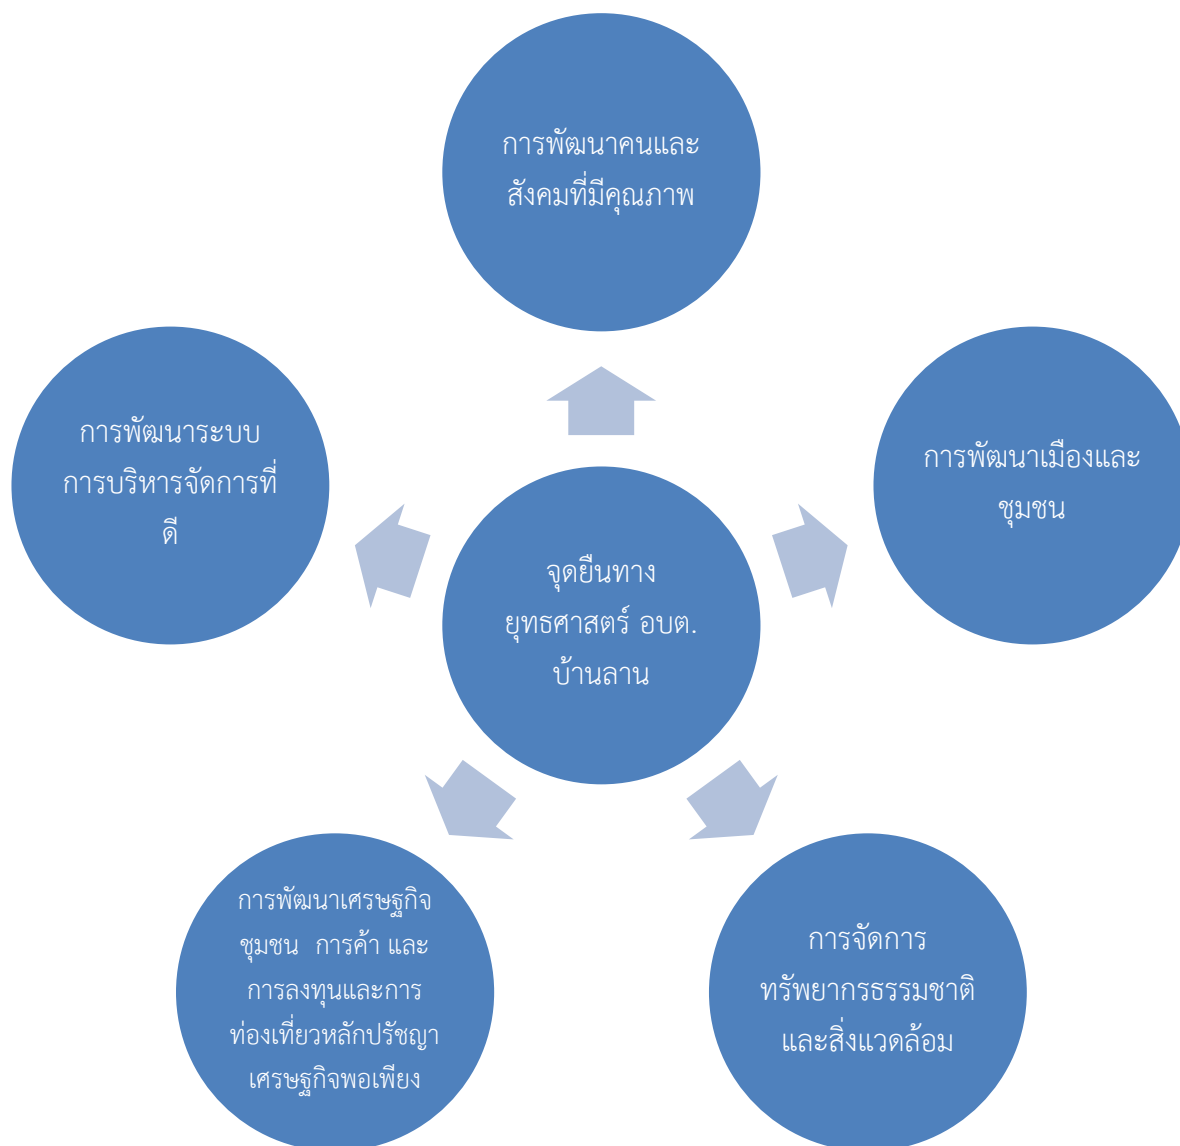 การพัฒนาคนและ
สังคมที่มีคุณภาพ
การพัฒนาระบบ
การบริหารจัดการที่
ดี
การพัฒนาเมืองและ
ชุมชน
จุดยืนทาง
ยุทธศาสตร์ อบต.
บ้านลาน
การพัฒนาเศรษฐกิจ
ชุมชน  การค้า และ
การลงทุนและการ
ท่องเที่ยวหลักปรัชญา
เศรษฐกิจพอเพียง
การจัดการ
ทรัพยากรธรรมชาติ
และสิ่งแวดล้อม